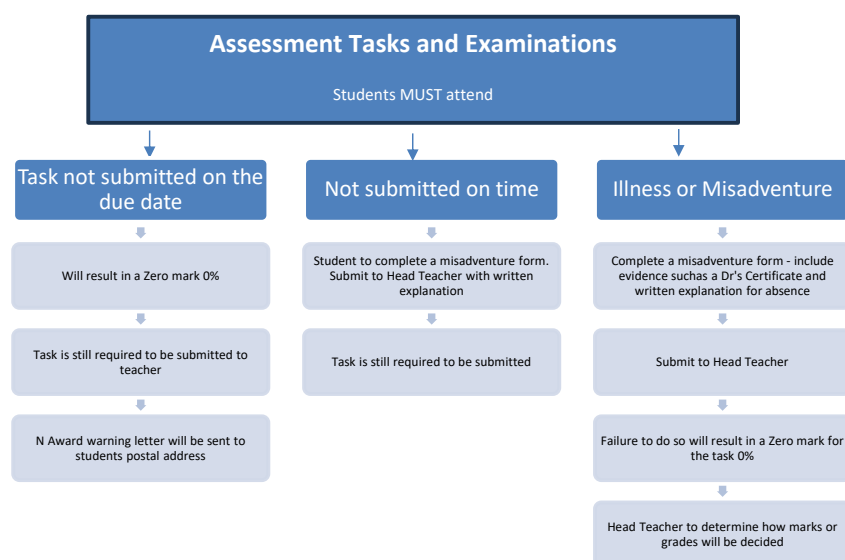 Assessment Tasks and Examinations
Students MUST attend
Task not submitted on the
due date
Will result in a Zero mark 0%
Task is still required to be submitted to
teacher
N Award warning letter will be sent to
students postal address
Not submitted on time
Student to complete a misadventure form.
Submit to Head Teacher with written
explanation
Task is still required to be submitted
Illness or Misadventure
Complete a misadventure form - include
evidence suchas a Dr's Certificate and
written explanation for absence
Submit to Head Teacher
Failure to do so will result in a Zero mark for
the task 0%
Head Teacher to determine how marks or
grades will be decided